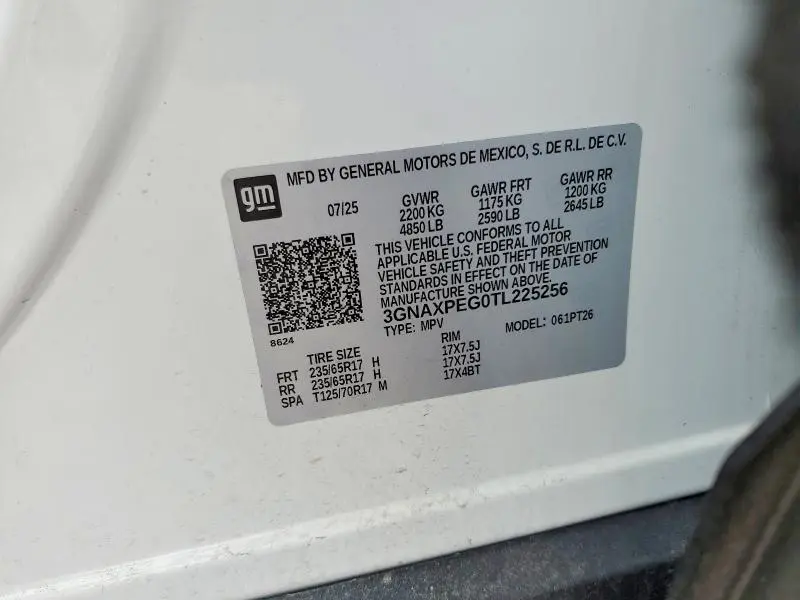 gm
MFD BY GENERAL MOTORS DE MEXICO, S. DE R.L. DE C.V.
07/25
GVWR GAWR FRT GAWR RR
2200 KG 1175 KG 1200 KG
4850 LB 2590 LB 2645 LB
THIS VEHICLE CONFORMS TO ALL
APPLICABLE U.S. FEDERAL MOTOR
VEHICLE SAFETY AND THEFT PREVENTION
STANDARDS IN EFFECT ON THE DATE OF
MANUFACTURE SHOWN ABOVE.
3GNAXPEG0TL225256
TYPE: MPV MODEL: 061PT26
8624
TIRE SIZE RIM
FRT 235/65R17 H 17X7.5J
RR 235/65R17 H 17X7.5J
SPA T125/70R17 M 17X4BT